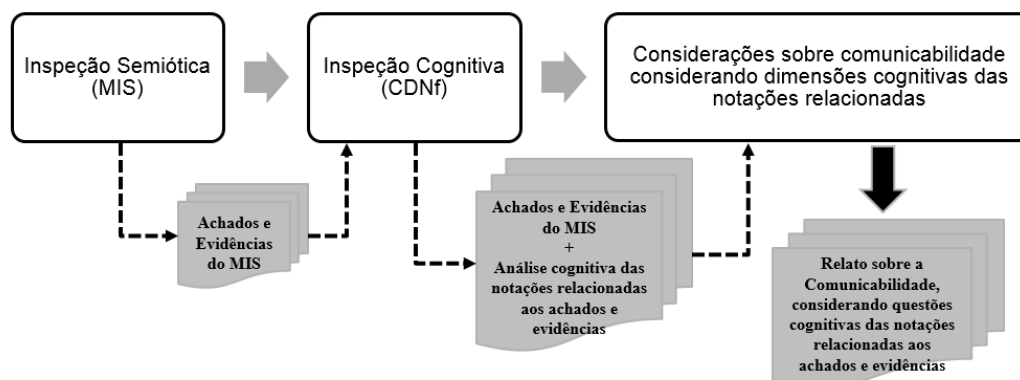 Inspeção Semiótica
(MIS)
Inspeção Cognitiva
(CDNf)
Considerações sobre comunicabilidade
considerando dimensões cognitivas das
notações relacionadas
Achados e
Evidências
do MIS
Achados e Evidências
do MIS
+
Análise cognitiva das
notações relacionadas
aos achados e
evidências
Relato sobre a
Comunicabilidade,
considerando questões
cognitivas das notações
relacionadas aos
achados e evidências